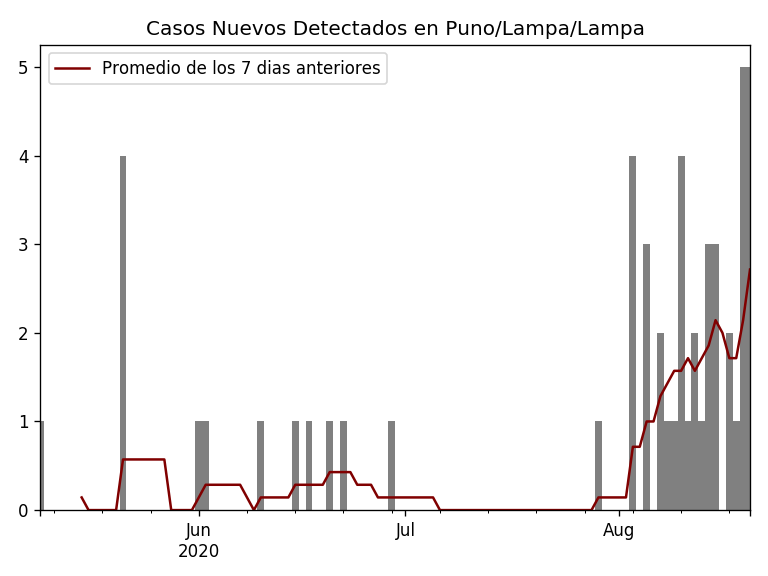 Casos Nuevos Detectados en Puno/Lampa/Lampa
Promedio de los 7 dias anteriores
5
4
3
2
1
0
Jun
2020
Jul
Aug